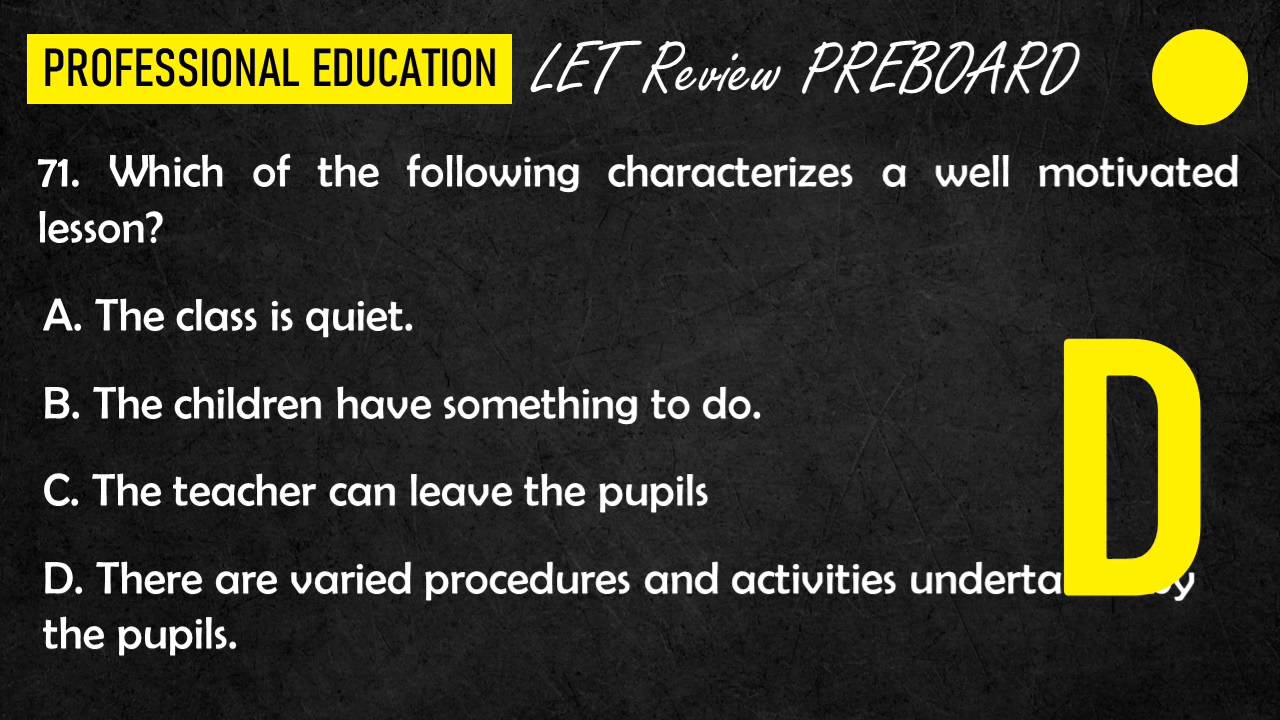 PROFESSIONAL EDUCATION LET Review PREBOARD
71. Which of the following characterizes a well motivated
lesson?
A. The class is quiet.
B. The children have something to do.
C. The teacher can leave the pupils
D. There are varied procedures and activities by
the pupils.
D